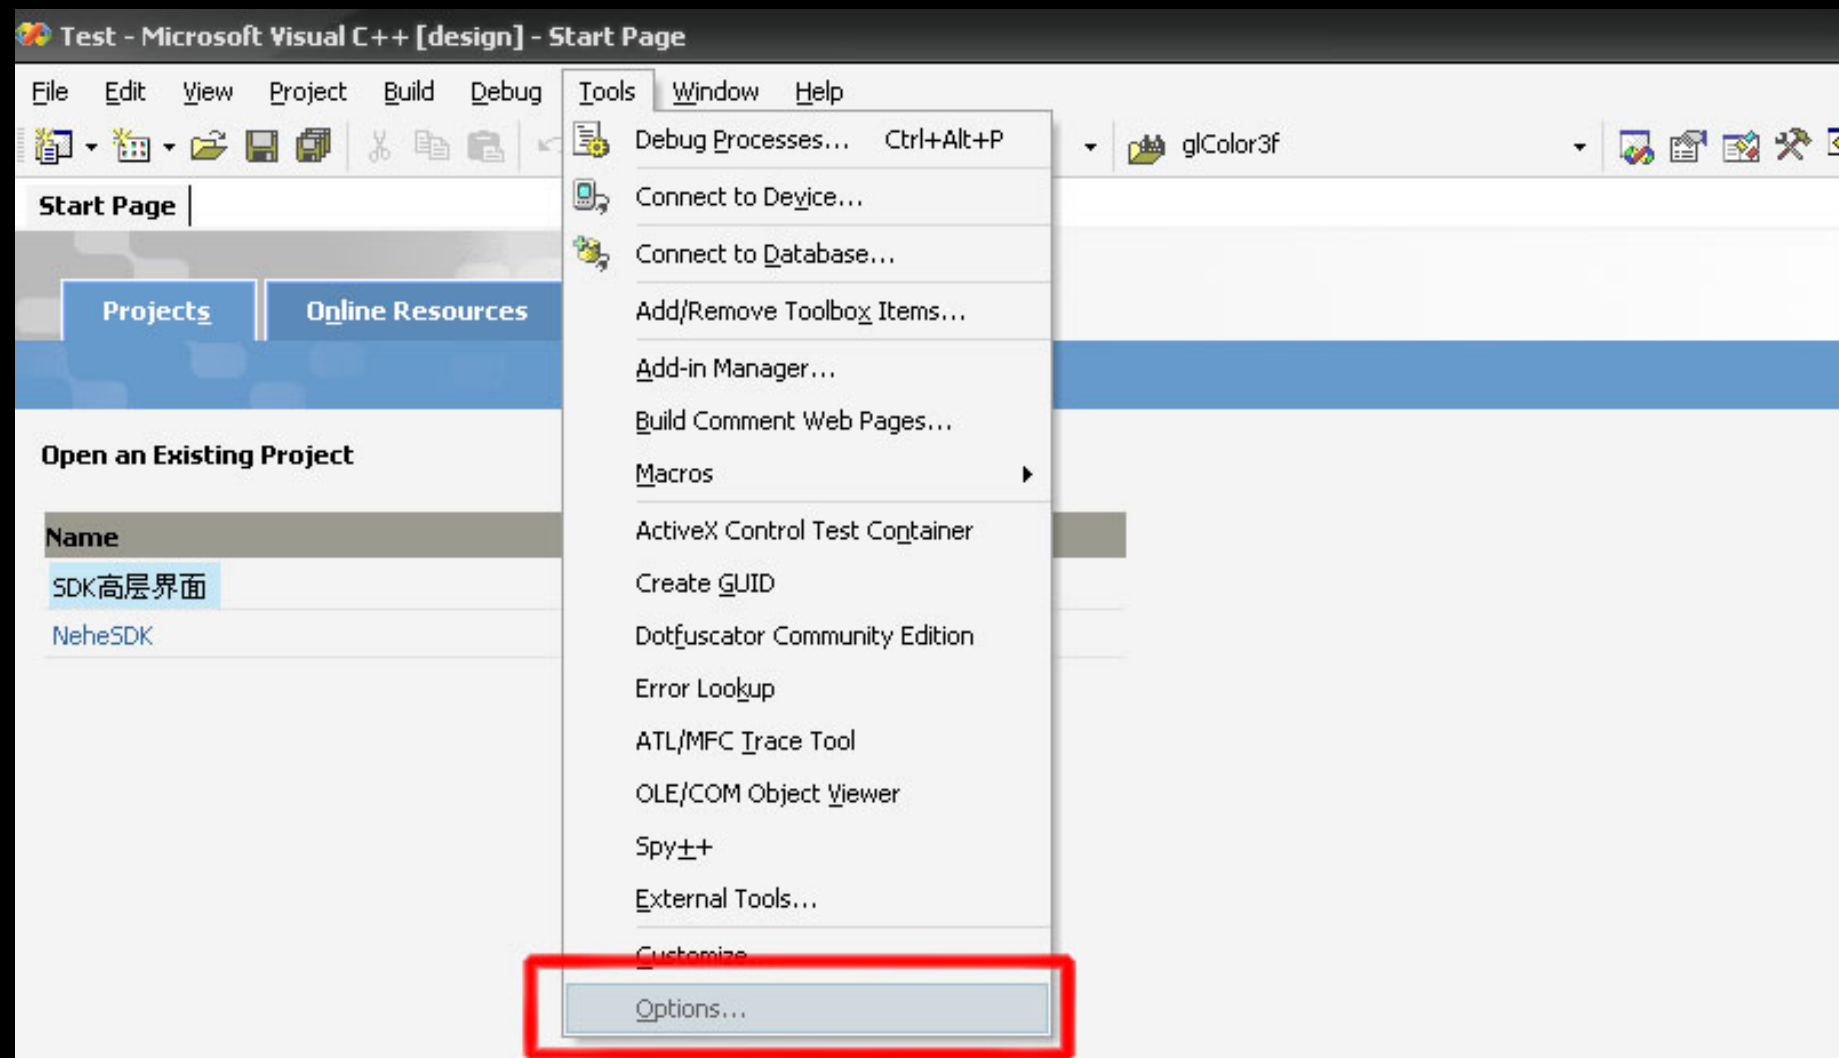 Test - Microsoft Visual C++ [design] - Start Page
File Edit View Project Build Debug Tools Window Help
glColor3f
Start Page
Projects Online Resources
Open an Existing Project
Name
SDK高层界面
NeheSDK
Debug Processes... Ctrl+Alt+P
Connect to Device...
Connect to Database...
Add/Remove Toolbox Items...
Add-in Manager...
Build Comment Web Pages...
Macros
ActiveX Control Test Container
Create GUID
Dotfuscator Community Edition
Error Lookup
ATL/MFC Trace Tool
OLE/COM Object Viewer
Spy++
External Tools...
Customize
Options...